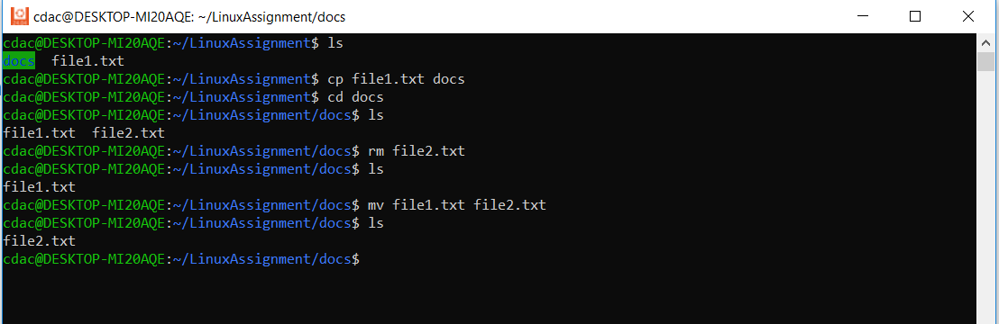 cdac@DESKTOP-MI20AQE: ~/LinuxAssignment/docs
cdac@DESKTOP-MI20AQE:~/LinuxAssignment$ ls
docs  file1.txt
cdac@DESKTOP-MI20AQE:~/LinuxAssignment$ cp file1.txt docs
cdac@DESKTOP-MI20AQE:~/LinuxAssignment$ cd docs
cdac@DESKTOP-MI20AQE:~/LinuxAssignment/docs$ ls
file1.txt  file2.txt
cdac@DESKTOP-MI20AQE:~/LinuxAssignment/docs$ rm file2.txt
cdac@DESKTOP-MI20AQE:~/LinuxAssignment/docs$ ls
file1.txt
cdac@DESKTOP-MI20AQE:~/LinuxAssignment/docs$ mv file1.txt file2.txt
cdac@DESKTOP-MI20AQE:~/LinuxAssignment/docs$ ls
file2.txt
cdac@DESKTOP-MI20AQE:~/LinuxAssignment/docs$